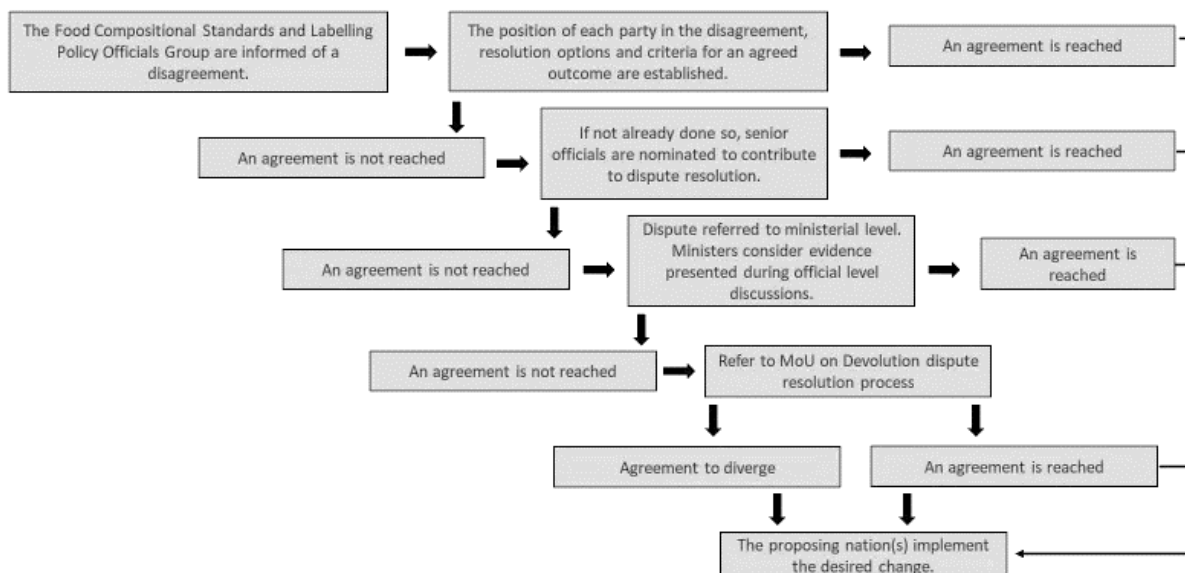 The Food Compositional Standards and Labelling
Policy Officials Group are informed of a
disagreement.
The position of each party in the disagreement,
resolution options and criteria for an agreed
outcome are established.
An agreement is reached
An agreement is not reached
If not already done so, senior
officials are nominated to contribute
to dispute resolution.
An agreement is reached
An agreement is not reached
Dispute referred to ministerial level.
Ministers consider evidence
presented during official level
discussions.
An agreement is
reached
An agreement is not reached
Refer to MoU on Devolution dispute
resolution process
Agreement to diverge
An agreement is reached
The proposing nation(s) implement
the desired change.